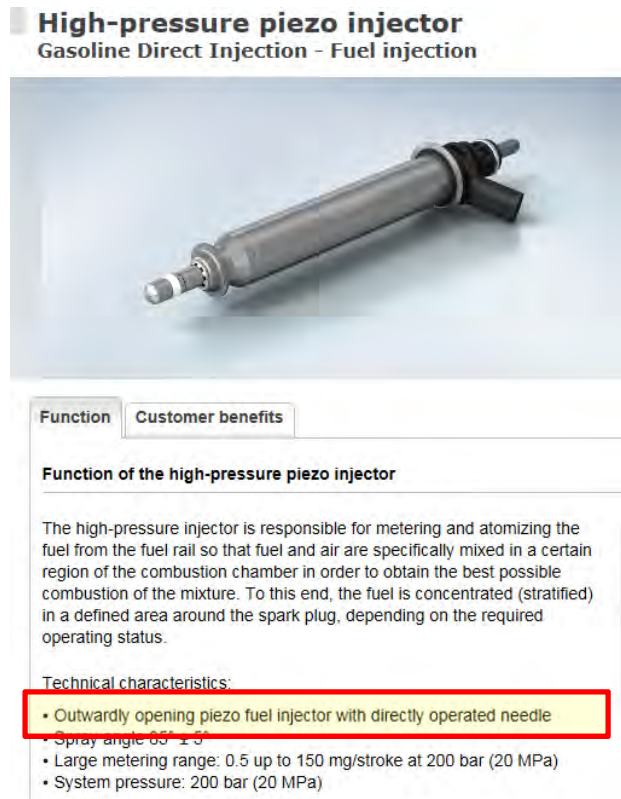 High-pressure piezo injector
Gasoline Direct Injection - Fuel injection
Function
Customer benefits
Function of the high-pressure piezo injector
The high-pressure injector is responsible for metering and atomizing the
fuel from the fuel rail so that fuel and air are specifically mixed in a certain
region of the combustion chamber in order to obtain the best possible
combustion of the mixture. To this end, the fuel is concentrated (stratified)
in a defined area around the spark plug, depending on the required
operating status.
Technical characteristics:
• Outwardly opening piezo fuel injector with directly operated needle
• Spray angle 85° ± 5°
• Large metering range: 0.5 up to 150 mg/stroke at 200 bar (20 MPa)
• System pressure: 200 bar (20 MPa)